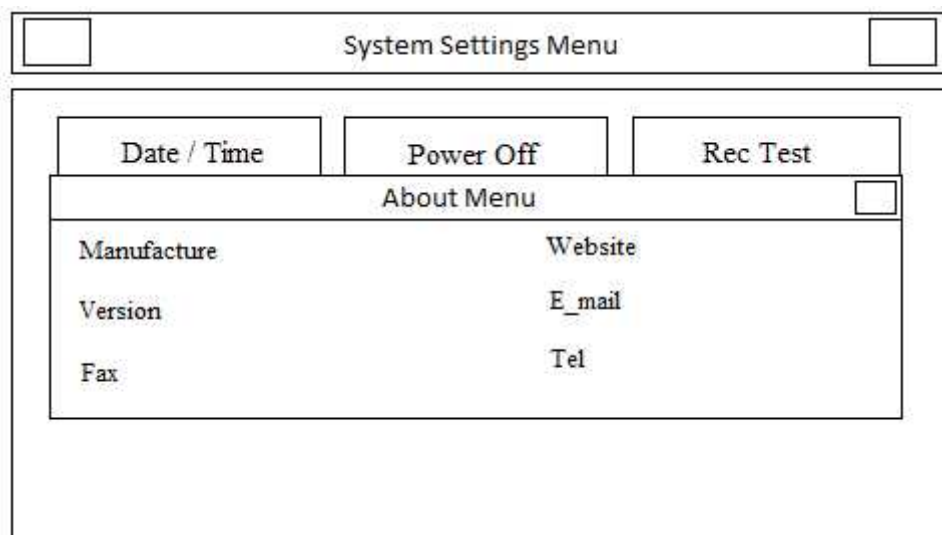 System Settings Menu
Date / Time
Power Off
Rec Test
About Menu
Manufacture
Website
Version
E_mail
Fax
Tel